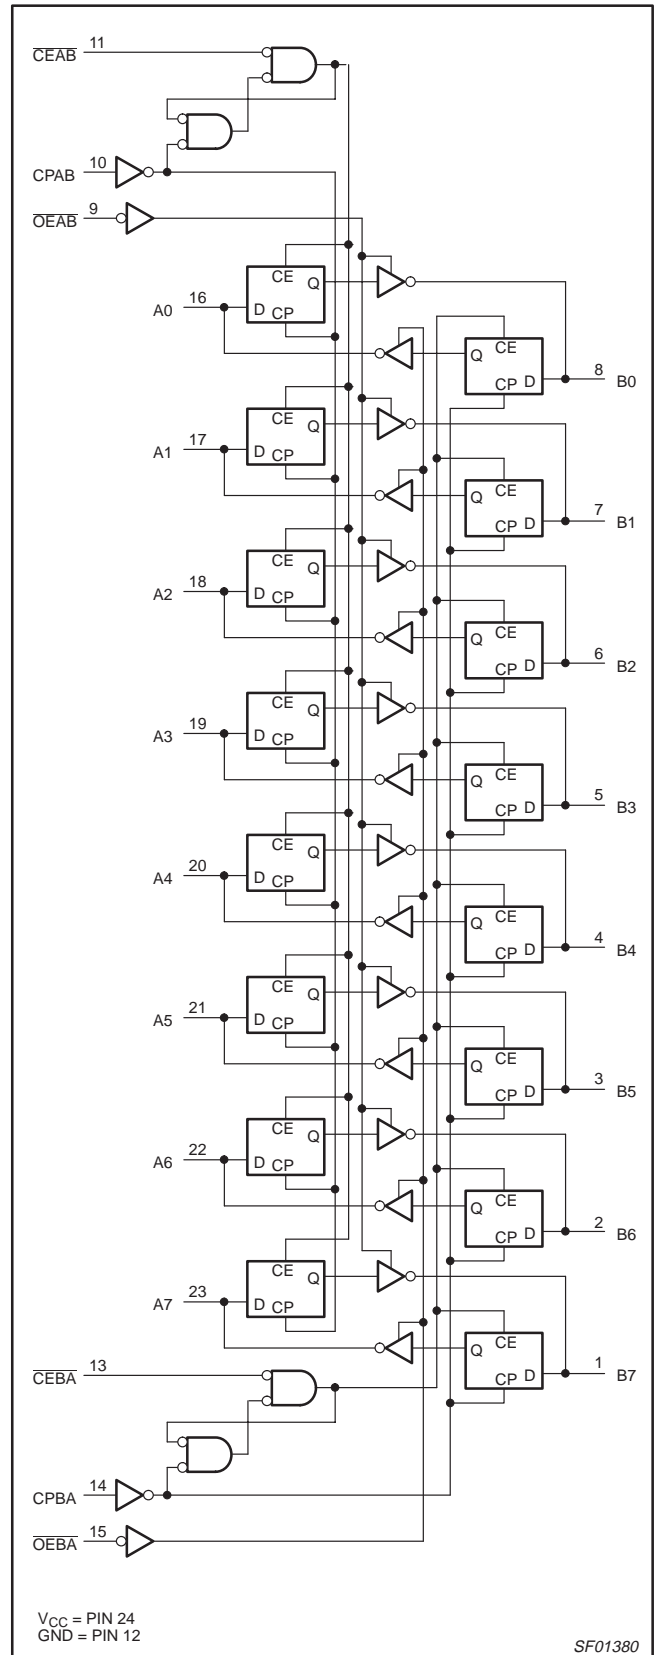 11
CEAB
10
CPAB
9
OEAB
CE
Q
16
D
A0
CP
Q
CE
8
CP D
B0
CE
Q
17
D
A1
CP
Q
CE
7
CP D
B1
CE
Q
18
D
A2
CP
Q
CE
6
CP D
B2
CE
Q
19
D
A3
CP
Q
CE
5
CP D
B3
CE
Q
20
D
A4
CP
Q
CE
4
CP D
B4
CE
Q
21
D
A5
CP
Q
CE
3
CP D
B5
CE
Q
22
D
A6
CP
Q
CE
2
CP D
B6
CE
Q
23
D
A7
CP
Q
CE
1
CP D
B7
13
CEBA
14
CPBA
15
OEBA
VCC = PIN 24
GND = PIN 12
SF01380